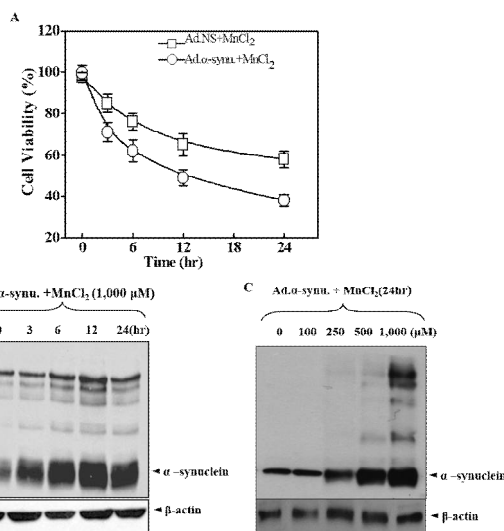 A
120
100
80
60
40
20
Cell Viability (%)
Ad.NS+MnCl2
Ad.α-synu.+MnCl2
0 6 12 18 24
Time (hr)
α-synu. +MnCl2 (1,000 µM)
3 6 12 24(hr)
◄ α –synuclein
◄ β-actin
C
Ad.α-synu. + MnCl2(24hr)
0 100 250 500 1,000 (µM)
◄ α –synuclein
◄ β-actin